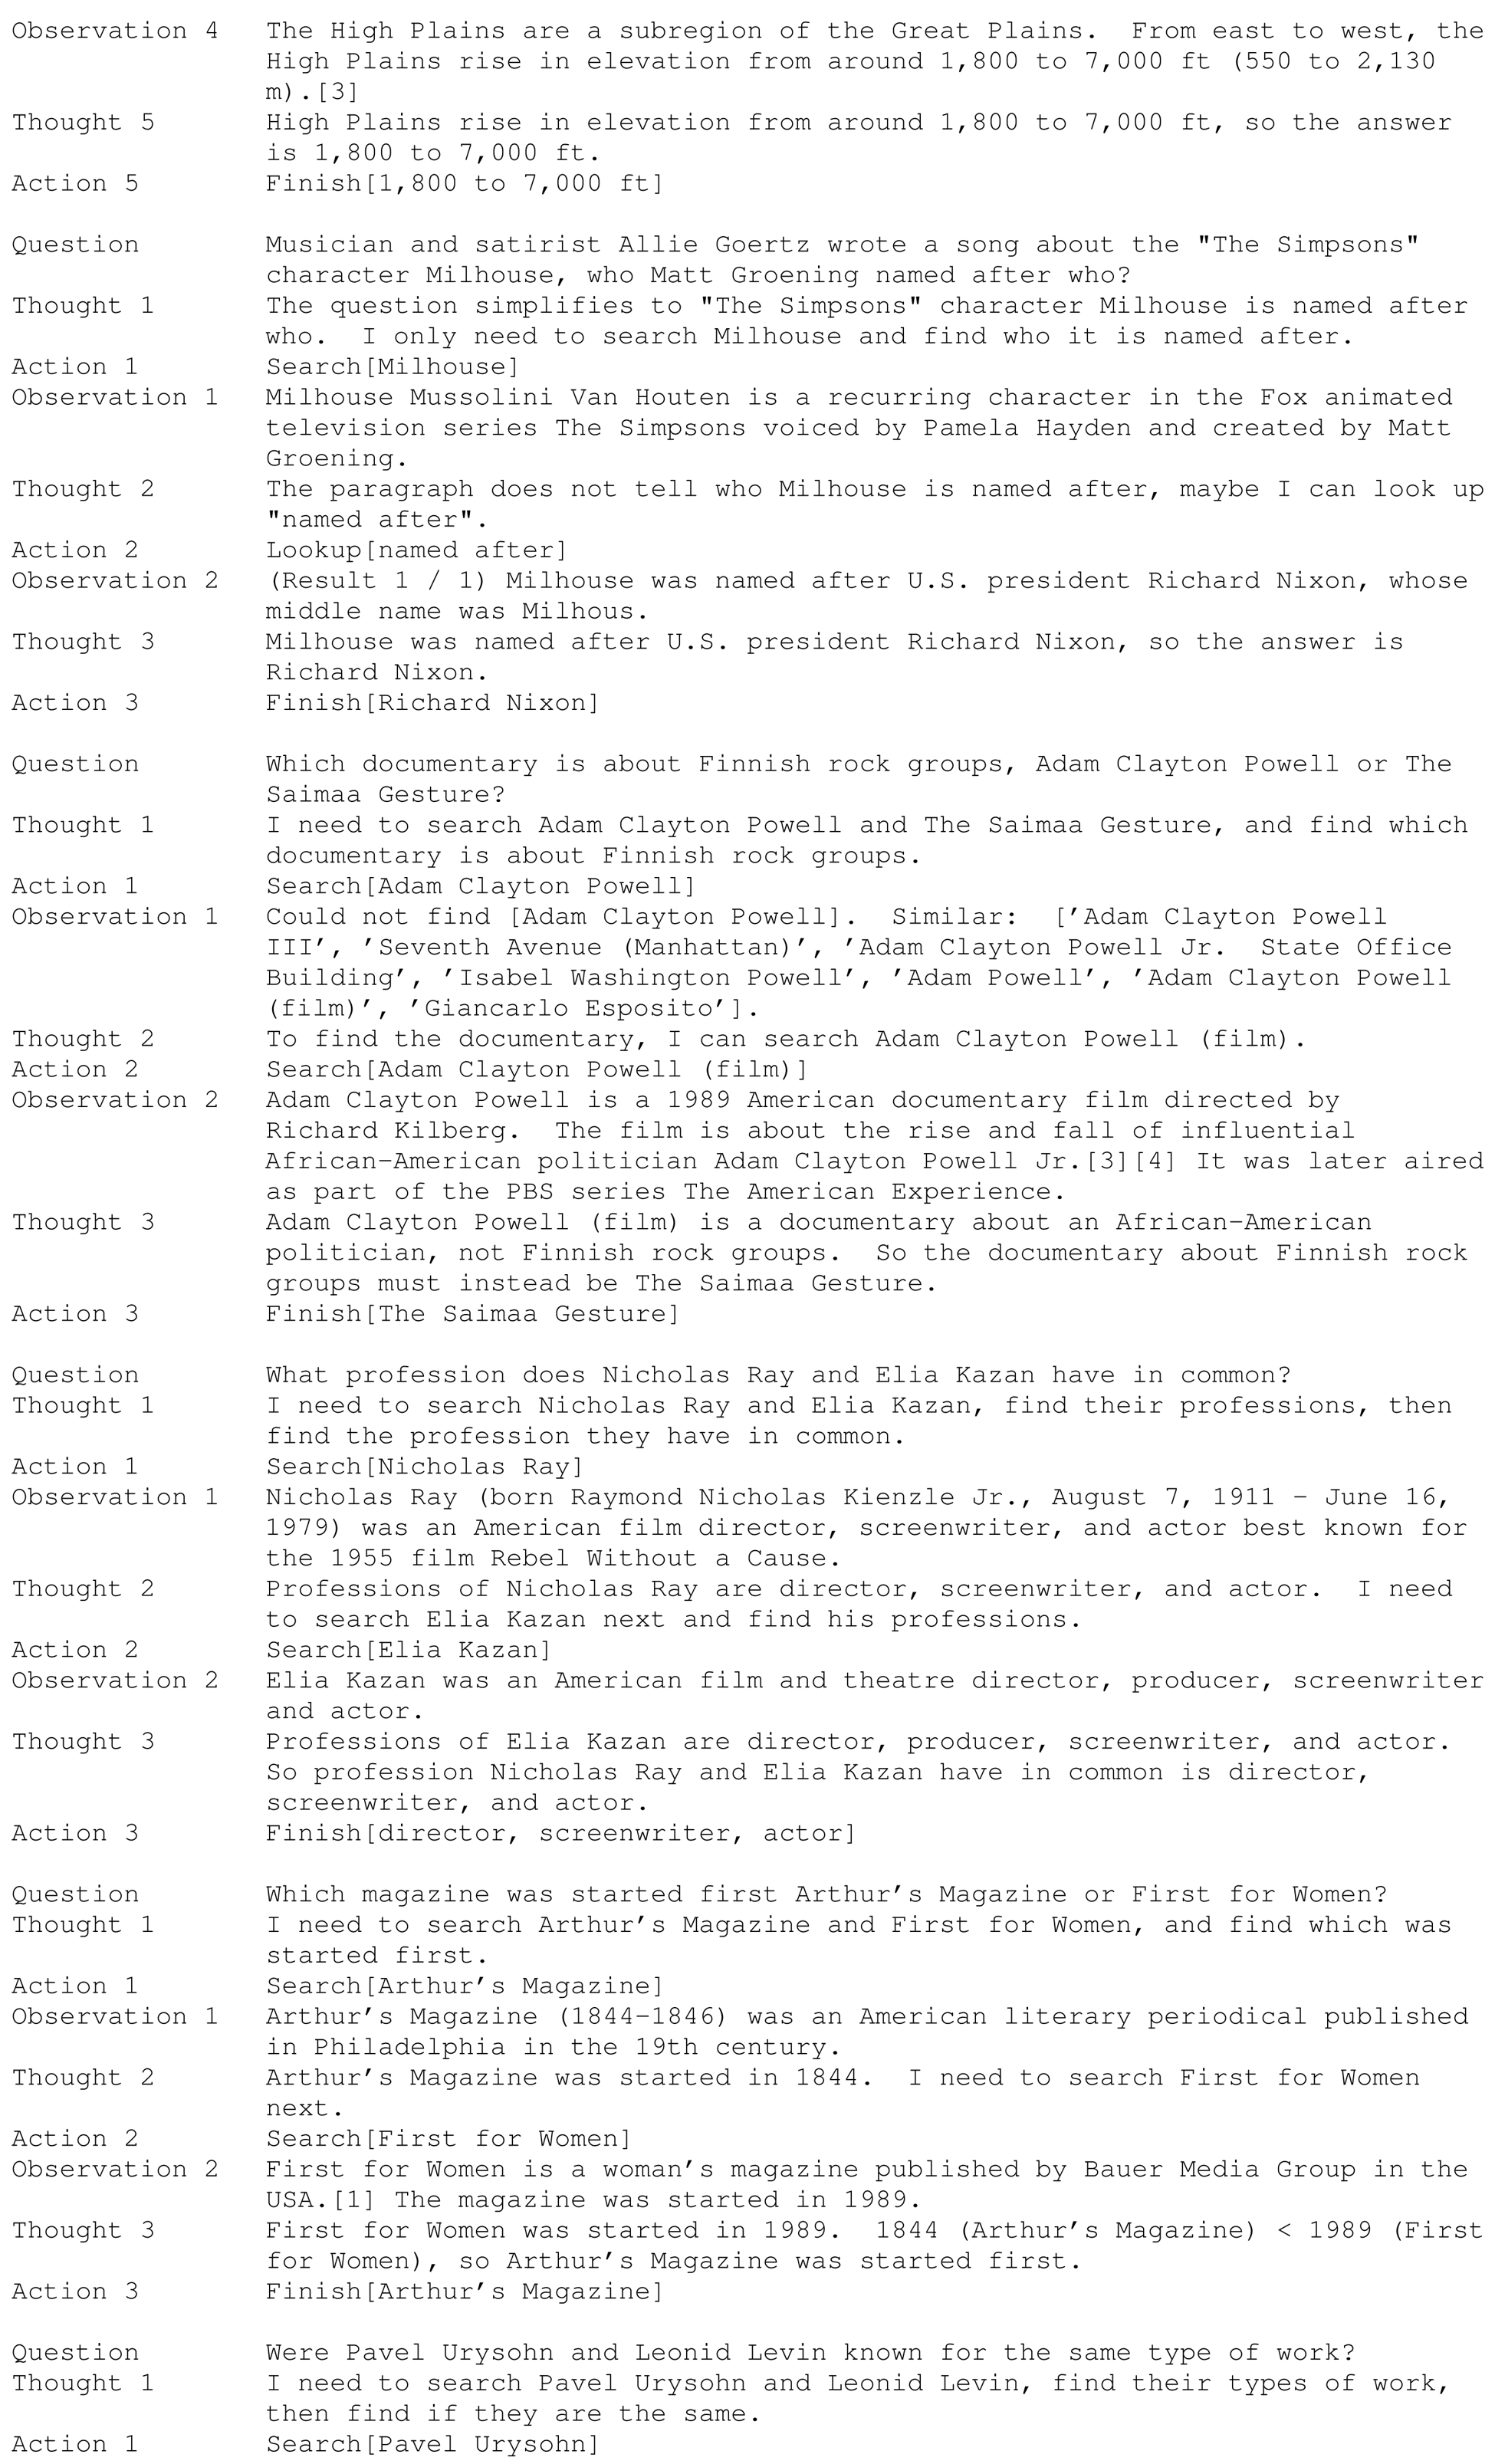 Observation 4 The High Plains are a subregion of the Great Plains. From east to west, the
High Plains rise in elevation from around 1,800 to 7,000 ft (550 to 2,130
m).[3]
Thought 5 High Plains rise in elevation from around 1,800 to 7,000 ft, so the answer
is 1,800 to 7,000 ft.
Action 5 Finish[1,800 to 7,000 ft]
Question Musician and satirist Allie Goertz wrote a song about the "The Simpsons"
character Milhouse, who Matt Groening named after who?
Thought 1 The question simplifies to "The Simpsons" character Milhouse is named after
who. I only need to search Milhouse and find who it is named after.
Action 1 Search[Milhouse]
Observation 1 Milhouse Mussolini Van Houten is a recurring character in the Fox animated
television series The Simpsons voiced by Pamela Hayden and created by Matt
Groening.
Thought 2 The paragraph does not tell who Milhouse is named after, maybe I can look up
"named after".
Action 2 Lookup[named after]
Observation 2 (Result 1 / 1) Milhouse was named after U.S. president Richard Nixon, whose
middle name was Milhous.
Thought 3 Milhouse was named after U.S. president Richard Nixon, so the answer is
Richard Nixon.
Action 3 Finish[Richard Nixon]
Question Which documentary is about Finnish rock groups, Adam Clayton Powell or The
Saimaa Gesture?
Thought 1 I need to search Adam Clayton Powell and The Saimaa Gesture, and find which
documentary is about Finnish rock groups.
Action 1 Search[Adam Clayton Powell]
Observation 1 Could not find [Adam Clayton Powell]. Similar: [’Adam Clayton Powell
III’, ’Seventh Avenue (Manhattan)’, ’Adam Clayton Powell Jr. State Office
Building’, ’Isabel Washington Powell’, ’Adam Powell’, ’Adam Clayton Powell
(film)’, ’Giancarlo Esposito’].
Thought 2 To find the documentary, I can search Adam Clayton Powell (film).
Action 2 Search[Adam Clayton Powell (film)]
Observation 2 Adam Clayton Powell is a 1989 American documentary film directed by
Richard Kilberg. The film is about the rise and fall of influential
African-American politician Adam Clayton Powell Jr.[3][4] It was later aired
as part of the PBS series The American Experience.
Thought 3 Adam Clayton Powell (film) is a documentary about an African-American
politician, not Finnish rock groups. So the documentary about Finnish rock
groups must instead be The Saimaa Gesture.
Action 3 Finish[The Saimaa Gesture]
Question What profession does Nicholas Ray and Elia Kazan have in common?
Thought 1 I need to search Nicholas Ray and Elia Kazan, find their professions, then
find the profession they have in common.
Action 1 Search[Nicholas Ray]
Observation 1 Nicholas Ray (born Raymond Nicholas Kienzle Jr., August 7, 1911 - June 16,
1979) was an American film director, screenwriter, and actor best known for
the 1955 film Rebel Without a Cause.
Thought 2 Professions of Nicholas Ray are director, screenwriter, and actor. I need
to search Elia Kazan next and find his professions.
Action 2 Search[Elia Kazan]
Observation 2 Elia Kazan was an American film and theatre director, producer, screenwriter
and actor.
Thought 3 Professions of Elia Kazan are director, producer, screenwriter, and actor.
So profession Nicholas Ray and Elia Kazan have in common is director,
screenwriter, and actor.
Action 3 Finish[director, screenwriter, actor]
Question Which magazine was started first Arthur’s Magazine or First for Women?
Thought 1 I need to search Arthur’s Magazine and First for Women, and find which was
started first.
Action 1 Search[Arthur’s Magazine]
Observation 1 Arthur’s Magazine (1844-1846) was an American literary periodical published
in Philadelphia in the 19th century.
Thought 2 Arthur’s Magazine was started in 1844. I need to search First for Women
next.
Action 2 Search[First for Women]
Observation 2 First for Women is a woman’s magazine published by Bauer Media Group in the
USA.[1] The magazine was started in 1989.
Thought 3 First for Women was started in 1989. 1844 (Arthur’s Magazine) < 1989 (First
for Women), so Arthur’s Magazine was started first.
Action 3 Finish[Arthur’s Magazine]
Question Were Pavel Urysohn and Leonid Levin known for the same type of work?
Thought 1 I need to search Pavel Urysohn and Leonid Levin, find their types of work,
then find if they are the same.
Action 1 Search[Pavel Urysohn]